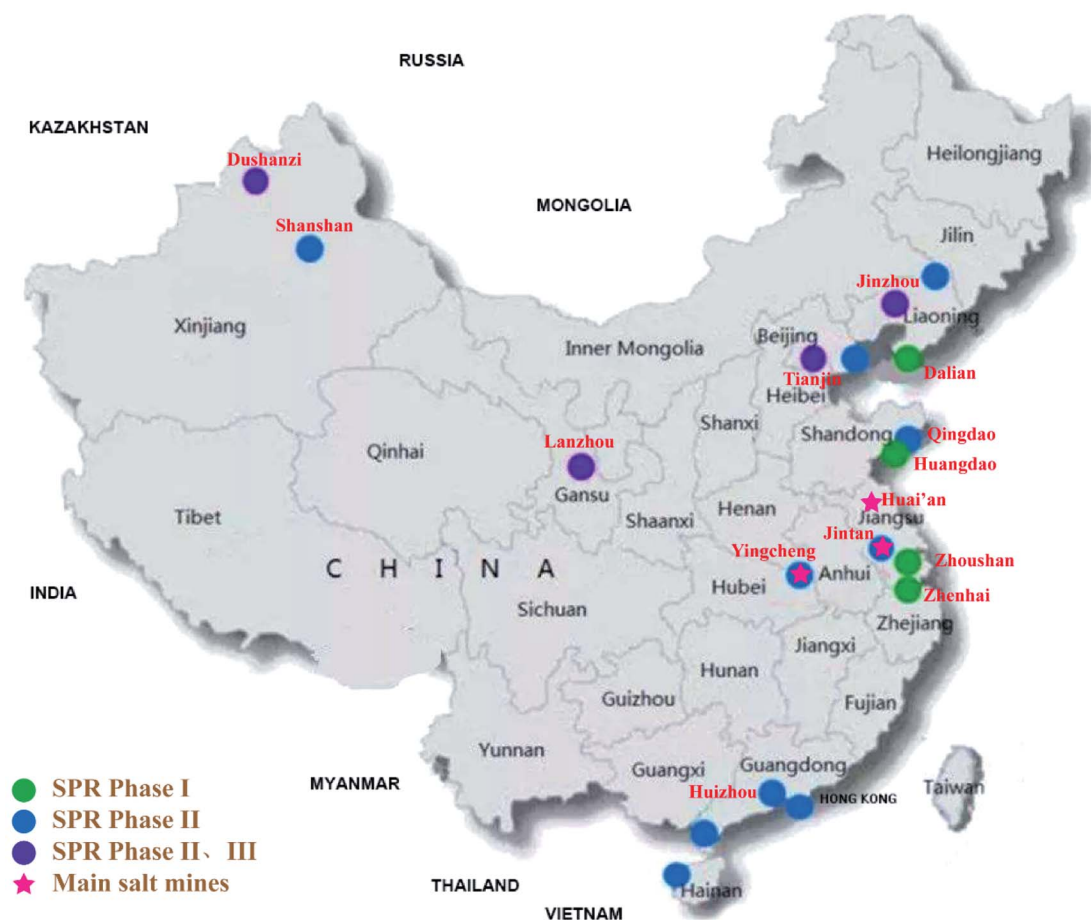 RUSSIA
KAZAKHSTAN
Dushanzi
Heilongjiang
MONGOLIA
Shanshan
Jilin
Jinzhou
Xinjiang
Liaoning
Beijing
Inner Mongolia
Tianjin
Dalian
Heibei
Shanxi
Shandong
Qingdao
Lanzhou
Qinhai
Huangdao
Gansu
Huai’an
Henan
Jiangsu
Tibet
Shaanxi
Jintan
Yingcheng
Zhoushan
CHINA
Anhui
INDIA
Hubei
Zhenhai
Sichuan
Zhejiang
Jiangxi
Hunan
Guizhou
Fujian
Yunnan
Guangdong
Guangxi
MYANMAR
Huizhou
HONG KONG
Taiwan
SPR Phase I
SPR Phase II
SPR Phase II、III
Main salt mines
THAILAND
Hainan
VIETNAM